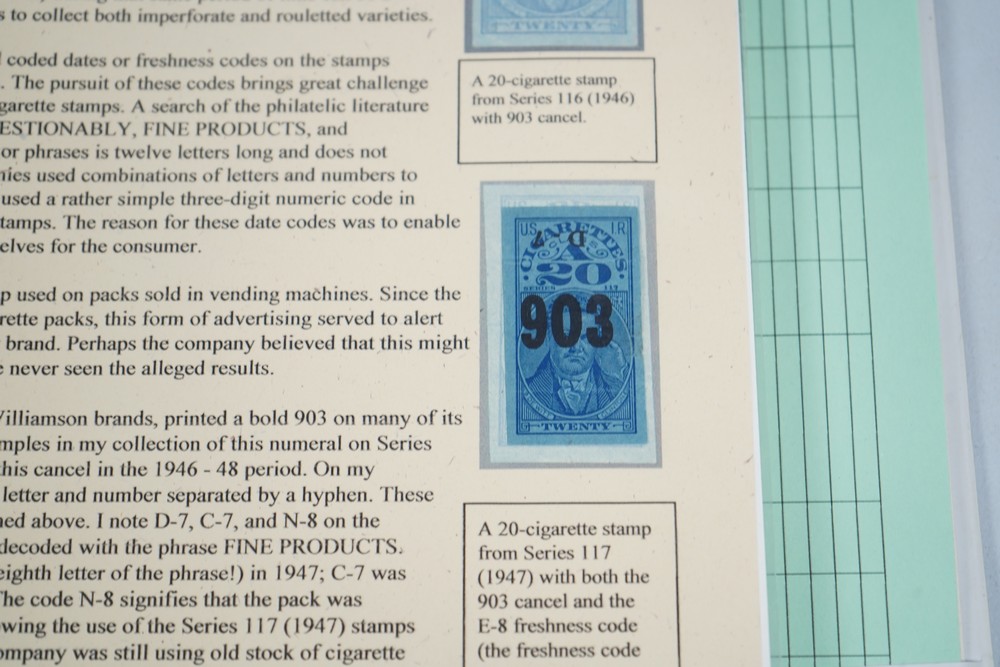 s to collect both imperforate and rouletted varieties.
coded dates or freshness codes on the stamps
. The pursuit of these codes brings great challenge
garette stamps. A search of the philatelic literature
ESTIONABLY, FINE PRODUCTS, and
or phrases is twelve letters long and does not
nies used combinations of letters and numbers to
used a rather simple three-digit numeric code in
tamps. The reason for these date codes was to enable
elves for the consumer.
p used on packs sold in vending machines. Since the
rette packs, this form of advertising served to alert
brand. Perhaps the company believed that this might
e never seen the alleged results.
Williamson brands, printed a bold 903 on many of its
mples in my collection of this numeral on Series
this cancel in the 1946 - 48 period. On my
letter and number separated by a hyphen. These
ned above. I note D-7, C-7, and N-8 on the
decoded with the phrase FINE PRODUCTS.
eighth letter of the phrase!) in 1947; C-7 was
The code N-8 signifies that the pack was
wing the use of the Series 117 (1947) stamps
ompany was still using old stock of cigarette
TWENTY
A 20-cigarette stamp
from Series 116 (1946)
with 903 cancel.
U.S. I.R
D-7
CIGARETTES
A
20
SERIES 117
903
TWENTY
A 20-cigarette stamp
from Series 117
(1947) with both the
903 cancel and the
E-8 freshness code
(the freshness code